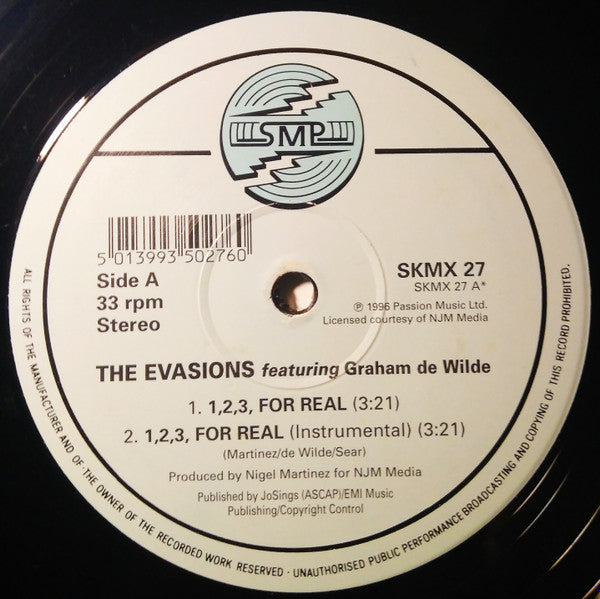 SMP
5 013993 502760
Side A
33 rpm
Stereo
SKMX 27
SKMX 27 A*
℗ 1996 Passion Music Ltd.
Licensed courtesy of NJM Media
THE EVASIONS featuring Graham de Wilde
1. 1,2,3, FOR REAL (3:21)
2. 1,2,3, FOR REAL (Instrumental) (3:21)
(Martinez/de Wilde/Sear)
Produced by Nigel Martinez for NJM Media
Published by JoSings (ASCAP)/EMI Music
Publishing/Copyright Control
ALL RIGHTS OF THE MANUFACTURER AND OF THE OWNER OF THE RECORDED WORK RESERVED · UNAUTHORISED PUBLIC PERFORMANCE BROADCASTING AND COPYING OF THIS RECORD PROHIBITED.